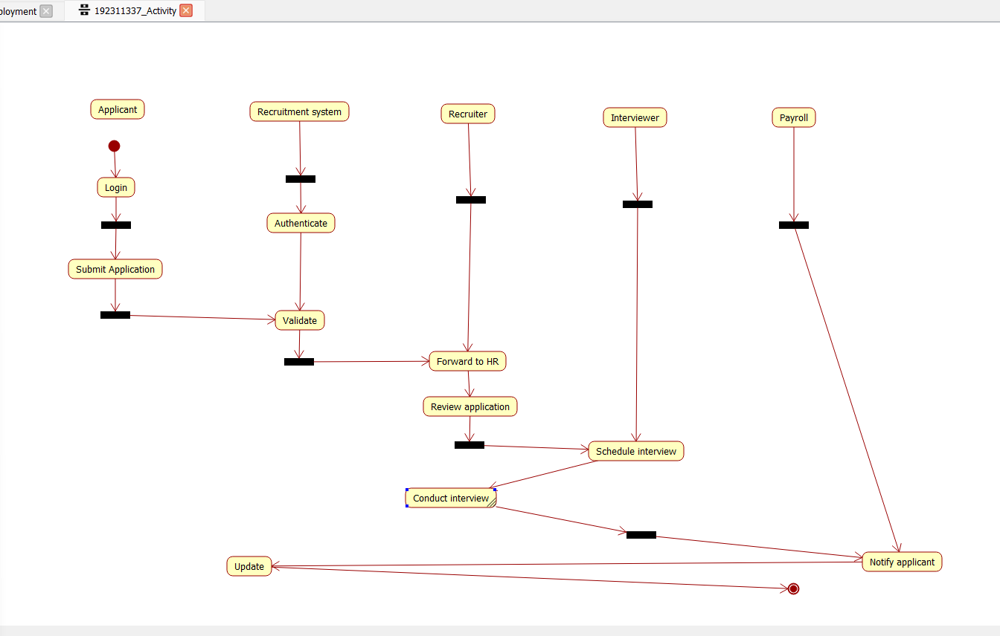 ployment
192311337_Activity
Applicant
Recruitment system
Recruiter
Interviewer
Payroll
Login
Authenticate
Submit Application
Validate
Forward to HR
Review application
Schedule interview
Conduct interview
Update
Notify applicant